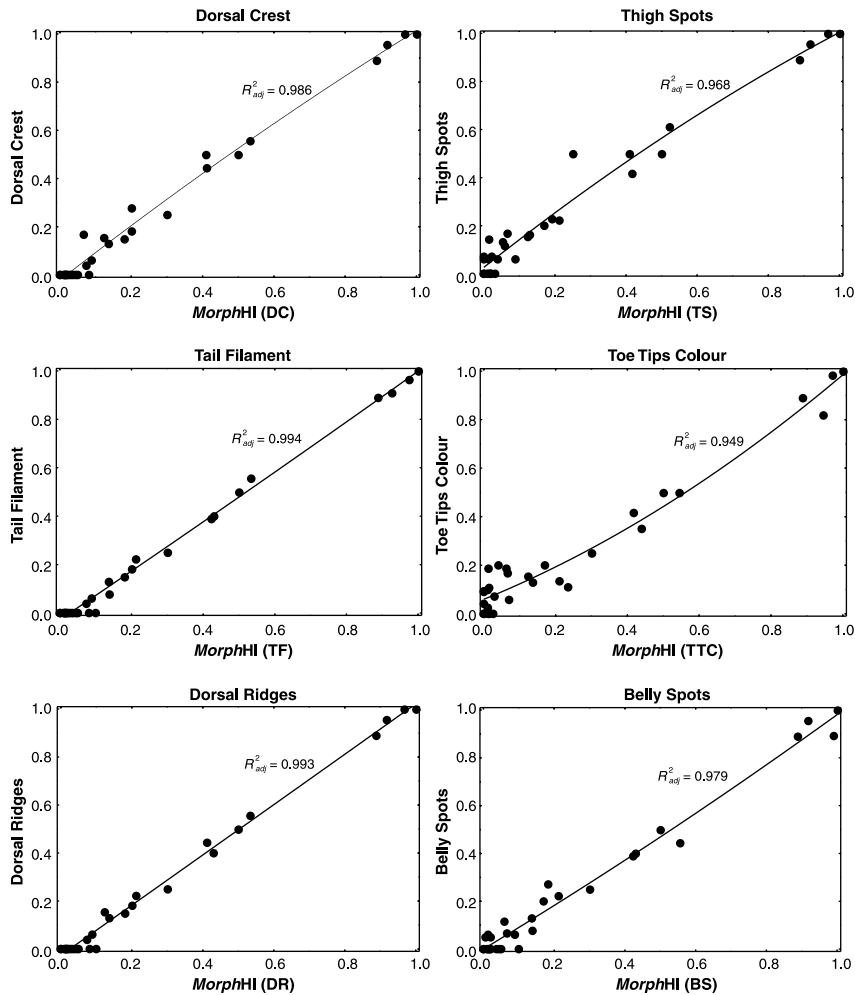 Dorsal Crest
1.0
0.8
0.6
0.4
0.2
0.0
Dorsal Crest
R²adj = 0.986
0.0 0.2 0.4 0.6 0.8 1.0
MorphHI (DC)
Thigh Spots
1.0
0.8
0.6
0.4
0.2
0.0
Thigh Spots
R²adj = 0.968
0.0 0.2 0.4 0.6 0.8 1.0
MorphHI (TS)
Tail Filament
1.0
0.8
0.6
0.4
0.2
0.0
Tail Filament
R²adj = 0.994
0.0 0.2 0.4 0.6 0.8 1.0
MorphHI (TF)
Toe Tips Colour
1.0
0.8
0.6
0.4
0.2
0.0
Toe Tips Colour
R²adj = 0.949
0.0 0.2 0.4 0.6 0.8 1.0
MorphHI (TTC)
Dorsal Ridges
1.0
0.8
0.6
0.4
0.2
0.0
Dorsal Ridges
R²adj = 0.993
0.0 0.2 0.4 0.6 0.8 1.0
MorphHI (DR)
Belly Spots
1.0
0.8
0.6
0.4
0.2
0.0
Belly Spots
R²adj = 0.979
0.0 0.2 0.4 0.6 0.8 1.0
MorphHI (BS)